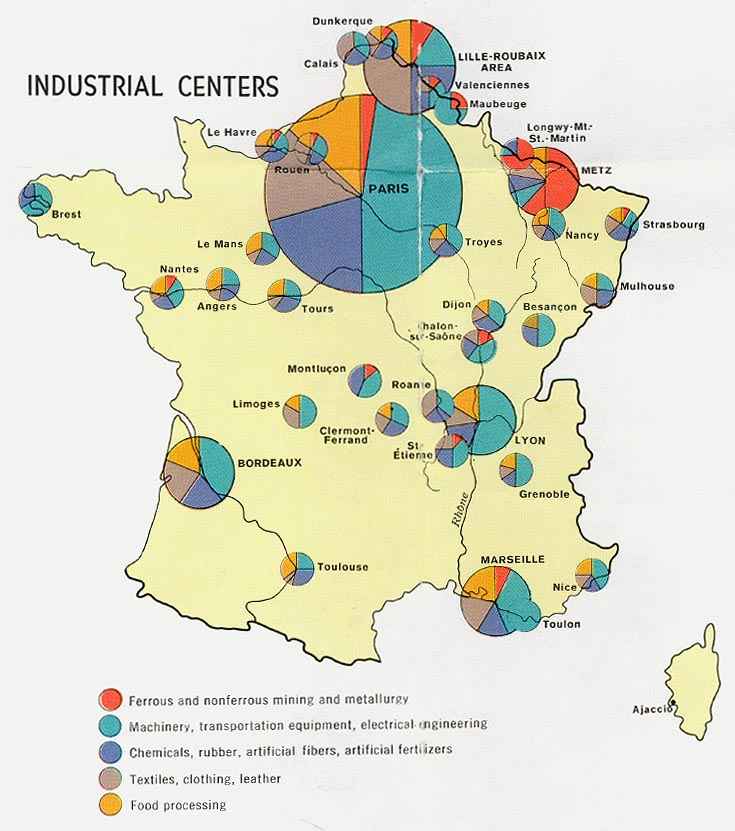 Dunkerque
Calais
LILLE-ROUBAIX
AREA
INDUSTRIAL CENTERS
Valenciennes
Maubeuge
Le Havre
Longwy-Mt.-
St.-Martin
Rouen
METZ
PARIS
Brest
Strasbourg
Nancy
Le Mans
Troyes
Nantes
Mulhouse
Angers
Tours
Dijon
Besançon
Chalon-
sur-Saône
Montluçon
Roanne
Limoges
Clermont-
Ferrand
St.
Étienne
LYON
BORDEAUX
Grenoble
Rhône
MARSEILLE
Toulouse
Nice
Toulon
Ajaccio
Ferrous and nonferrous mining and metallurgy
Machinery, transportation equipment, electrical engineering
Chemicals, rubber, artificial fibers, artificial fertilizers
Textiles, clothing, leather
Food processing